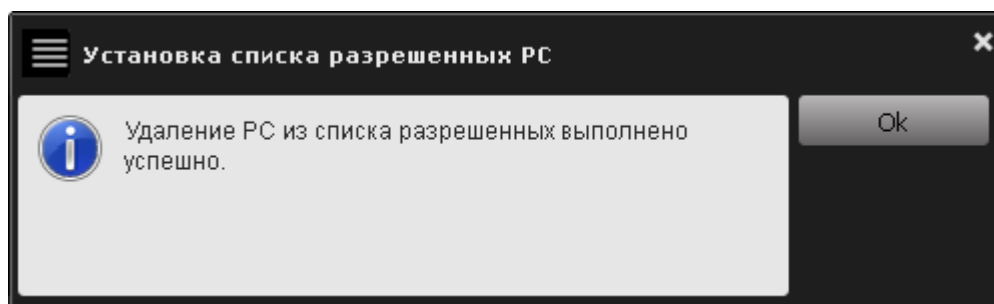 Установка списка разрешенных РС
Удаление РС из списка разрешенных выполнено
успешно.
Ok